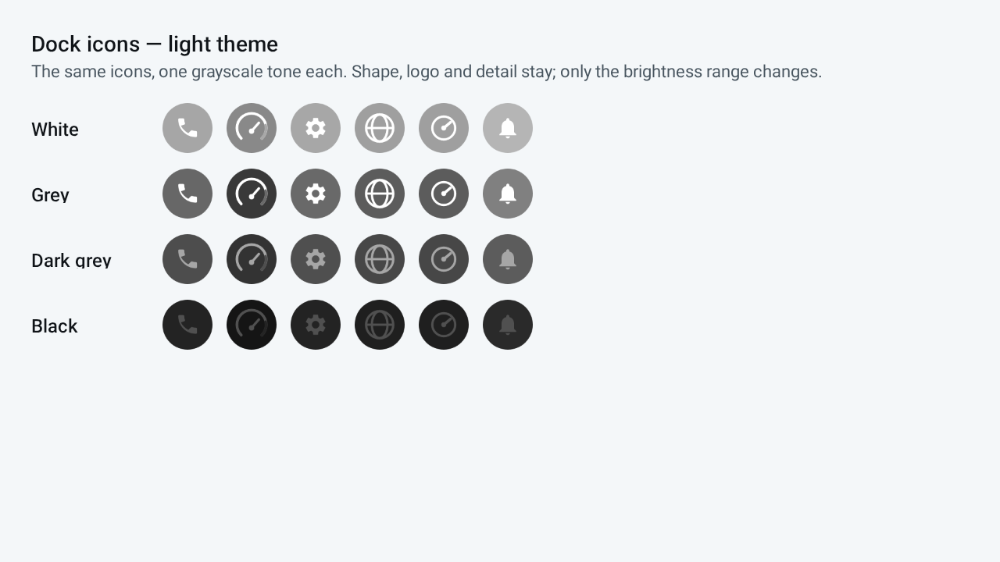 Dock icons — light theme
The same icons, one grayscale tone each. Shape, logo and detail stay; only the brightness range changes.
White
Grey
Dark grey
Black